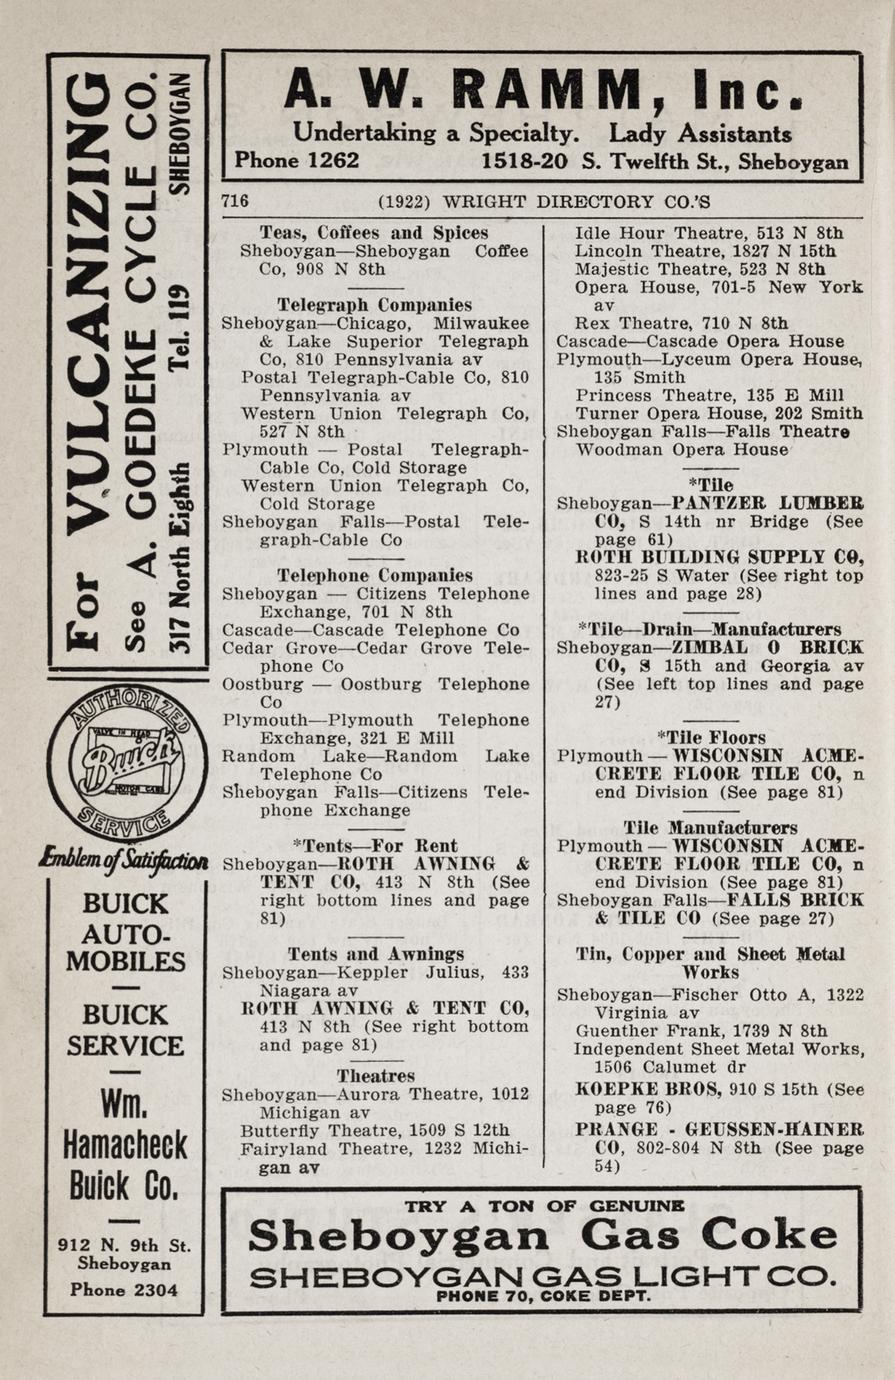 For VULCANIZING
See A. GOEDEKE CYCLE CO.
317 North Eighth Tel. 119 SHEBOYGAN
AUTHORIZED
VALVE IN HEAD
Buick
MOTOR CARS
SERVICE
Emblem of Satisfaction
BUICK
AUTO-
MOBILES
BUICK
SERVICE
Wm.
Hamacheck
Buick Co.
912 N. 9th St.
Sheboygan
Phone 2304
A. W. RAMM, Inc.
Undertaking a Specialty. Lady Assistants
Phone 1262 1518-20 S. Twelfth St., Sheboygan
716 (1922) WRIGHT DIRECTORY CO.'S
Teas, Coffees and Spices
Sheboygan—Sheboygan Coffee
Co, 908 N 8th
Telegraph Companies
Sheboygan—Chicago, Milwaukee
& Lake Superior Telegraph
Co, 810 Pennsylvania av
Postal Telegraph-Cable Co, 810
Pennsylvania av
Western Union Telegraph Co,
527 N 8th
Plymouth — Postal Telegraph-
Cable Co, Cold Storage
Western Union Telegraph Co,
Cold Storage
Sheboygan Falls—Postal Tele-
graph-Cable Co
Telephone Companies
Sheboygan — Citizens Telephone
Exchange, 701 N 8th
Cascade—Cascade Telephone Co
Cedar Grove—Cedar Grove Tele-
phone Co
Oostburg — Oostburg Telephone
Co
Plymouth—Plymouth Telephone
Exchange, 321 E Mill
Random Lake—Random Lake
Telephone Co
Sheboygan Falls—Citizens Tele-
phone Exchange
*Tents—For Rent
Sheboygan—ROTH AWNING &
TENT CO, 413 N 8th (See
right bottom lines and page
81)
Tents and Awnings
Sheboygan—Keppler Julius, 433
Niagara av
ROTH AWNING & TENT CO,
413 N 8th (See right bottom
and page 81)
Theatres
Sheboygan—Aurora Theatre, 1012
Michigan av
Butterfly Theatre, 1509 S 12th
Fairyland Theatre, 1232 Michi-
gan av
Idle Hour Theatre, 513 N 8th
Lincoln Theatre, 1827 N 15th
Majestic Theatre, 523 N 8th
Opera House, 701-5 New York
av
Rex Theatre, 710 N 8th
Cascade—Cascade Opera House
Plymouth—Lyceum Opera House,
135 Smith
Princess Theatre, 135 E Mill
Turner Opera House, 202 Smith
Sheboygan Falls—Falls Theatre
Woodman Opera House
*Tile
Sheboygan—PANTZER LUMBER
CO, S 14th nr Bridge (See
page 61)
ROTH BUILDING SUPPLY CO,
823-25 S Water (See right top
lines and page 28)
*Tile—Drain—Manufacturers
Sheboygan—ZIMBAL O BRICK
CO, S 15th and Georgia av
(See left top lines and page
27)
*Tile Floors
Plymouth — WISCONSIN ACME-
CRETE FLOOR TILE CO, n
end Division (See page 81)
Tile Manufacturers
Plymouth — WISCONSIN ACME-
CRETE FLOOR TILE CO, n
end Division (See page 81)
Sheboygan Falls—FALLS BRICK
& TILE CO (See page 27)
Tin, Copper and Sheet Metal
Works
Sheboygan—Fischer Otto A, 1322
Virginia av
Guenther Frank, 1739 N 8th
Independent Sheet Metal Works,
1506 Calumet dr
KOEPKE BROS, 910 S 15th (See
page 76)
PRANGE - GEUSSEN-HAINER
CO, 802-804 N 8th (See page
54)
TRY A TON OF GENUINE
Sheboygan Gas Coke
SHEBOYGAN GAS LIGHT CO.
PHONE 70, COKE DEPT.